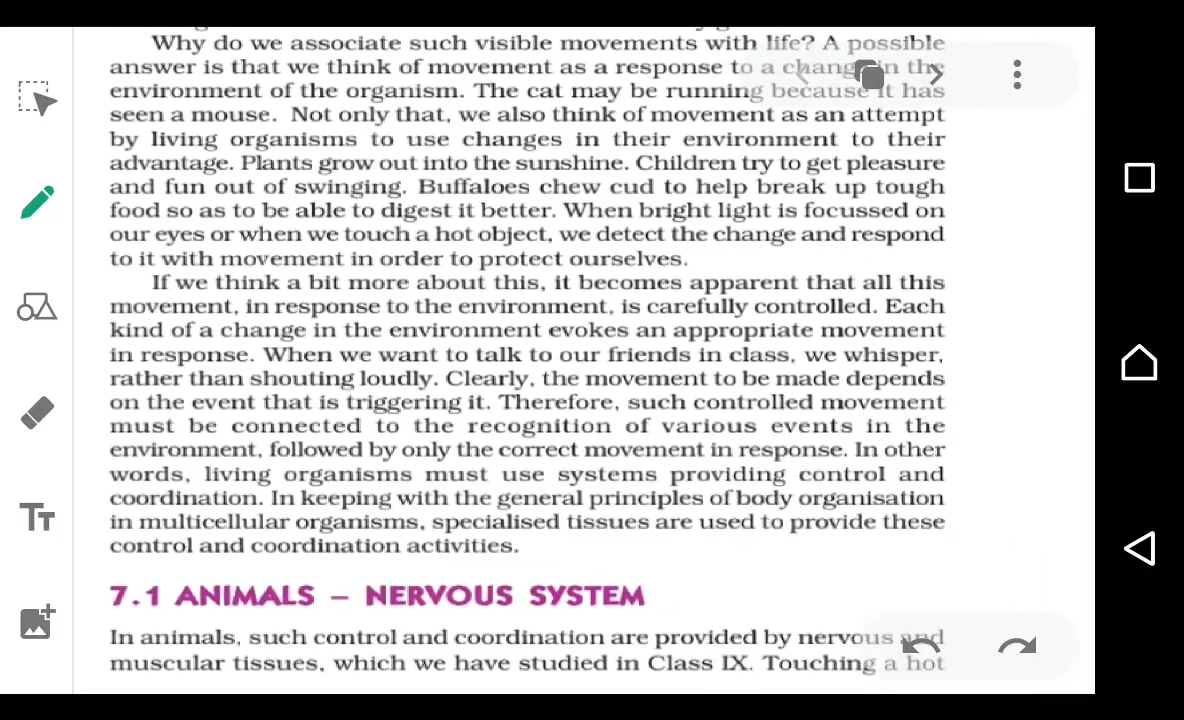 Why do we associate such visible movements with life? A possible
answer is that we think of movement as a response to a change in the
environment of the organism. The cat may be running because it has
seen a mouse. Not only that, we also think of movement as an attempt
by living organisms to use changes in their environment to their
advantage. Plants grow out into the sunshine. Children try to get pleasure
and fun out of swinging. Buffaloes chew cud to help break up tough
food so as to be able to digest it better. When bright light is focussed on
our eyes or when we touch a hot object, we detect the change and respond
to it with movement in order to protect ourselves.
If we think a bit more about this, it becomes apparent that all this
movement, in response to the environment, is carefully controlled. Each
kind of a change in the environment evokes an appropriate movement
in response. When we want to talk to our friends in class, we whisper,
rather than shouting loudly. Clearly, the movement to be made depends
on the event that is triggering it. Therefore, such controlled movement
must be connected to the recognition of various events in the
environment, followed by only the correct movement in response. In other
words, living organisms must use systems providing control and
coordination. In keeping with the general principles of body organisation
in multicellular organisms, specialised tissues are used to provide these
control and coordination activities.
7.1 ANIMALS – NERVOUS SYSTEM
In animals, such control and coordination are provided by nervous and
muscular tissues, which we have studied in Class IX. Touching a hot
Tт